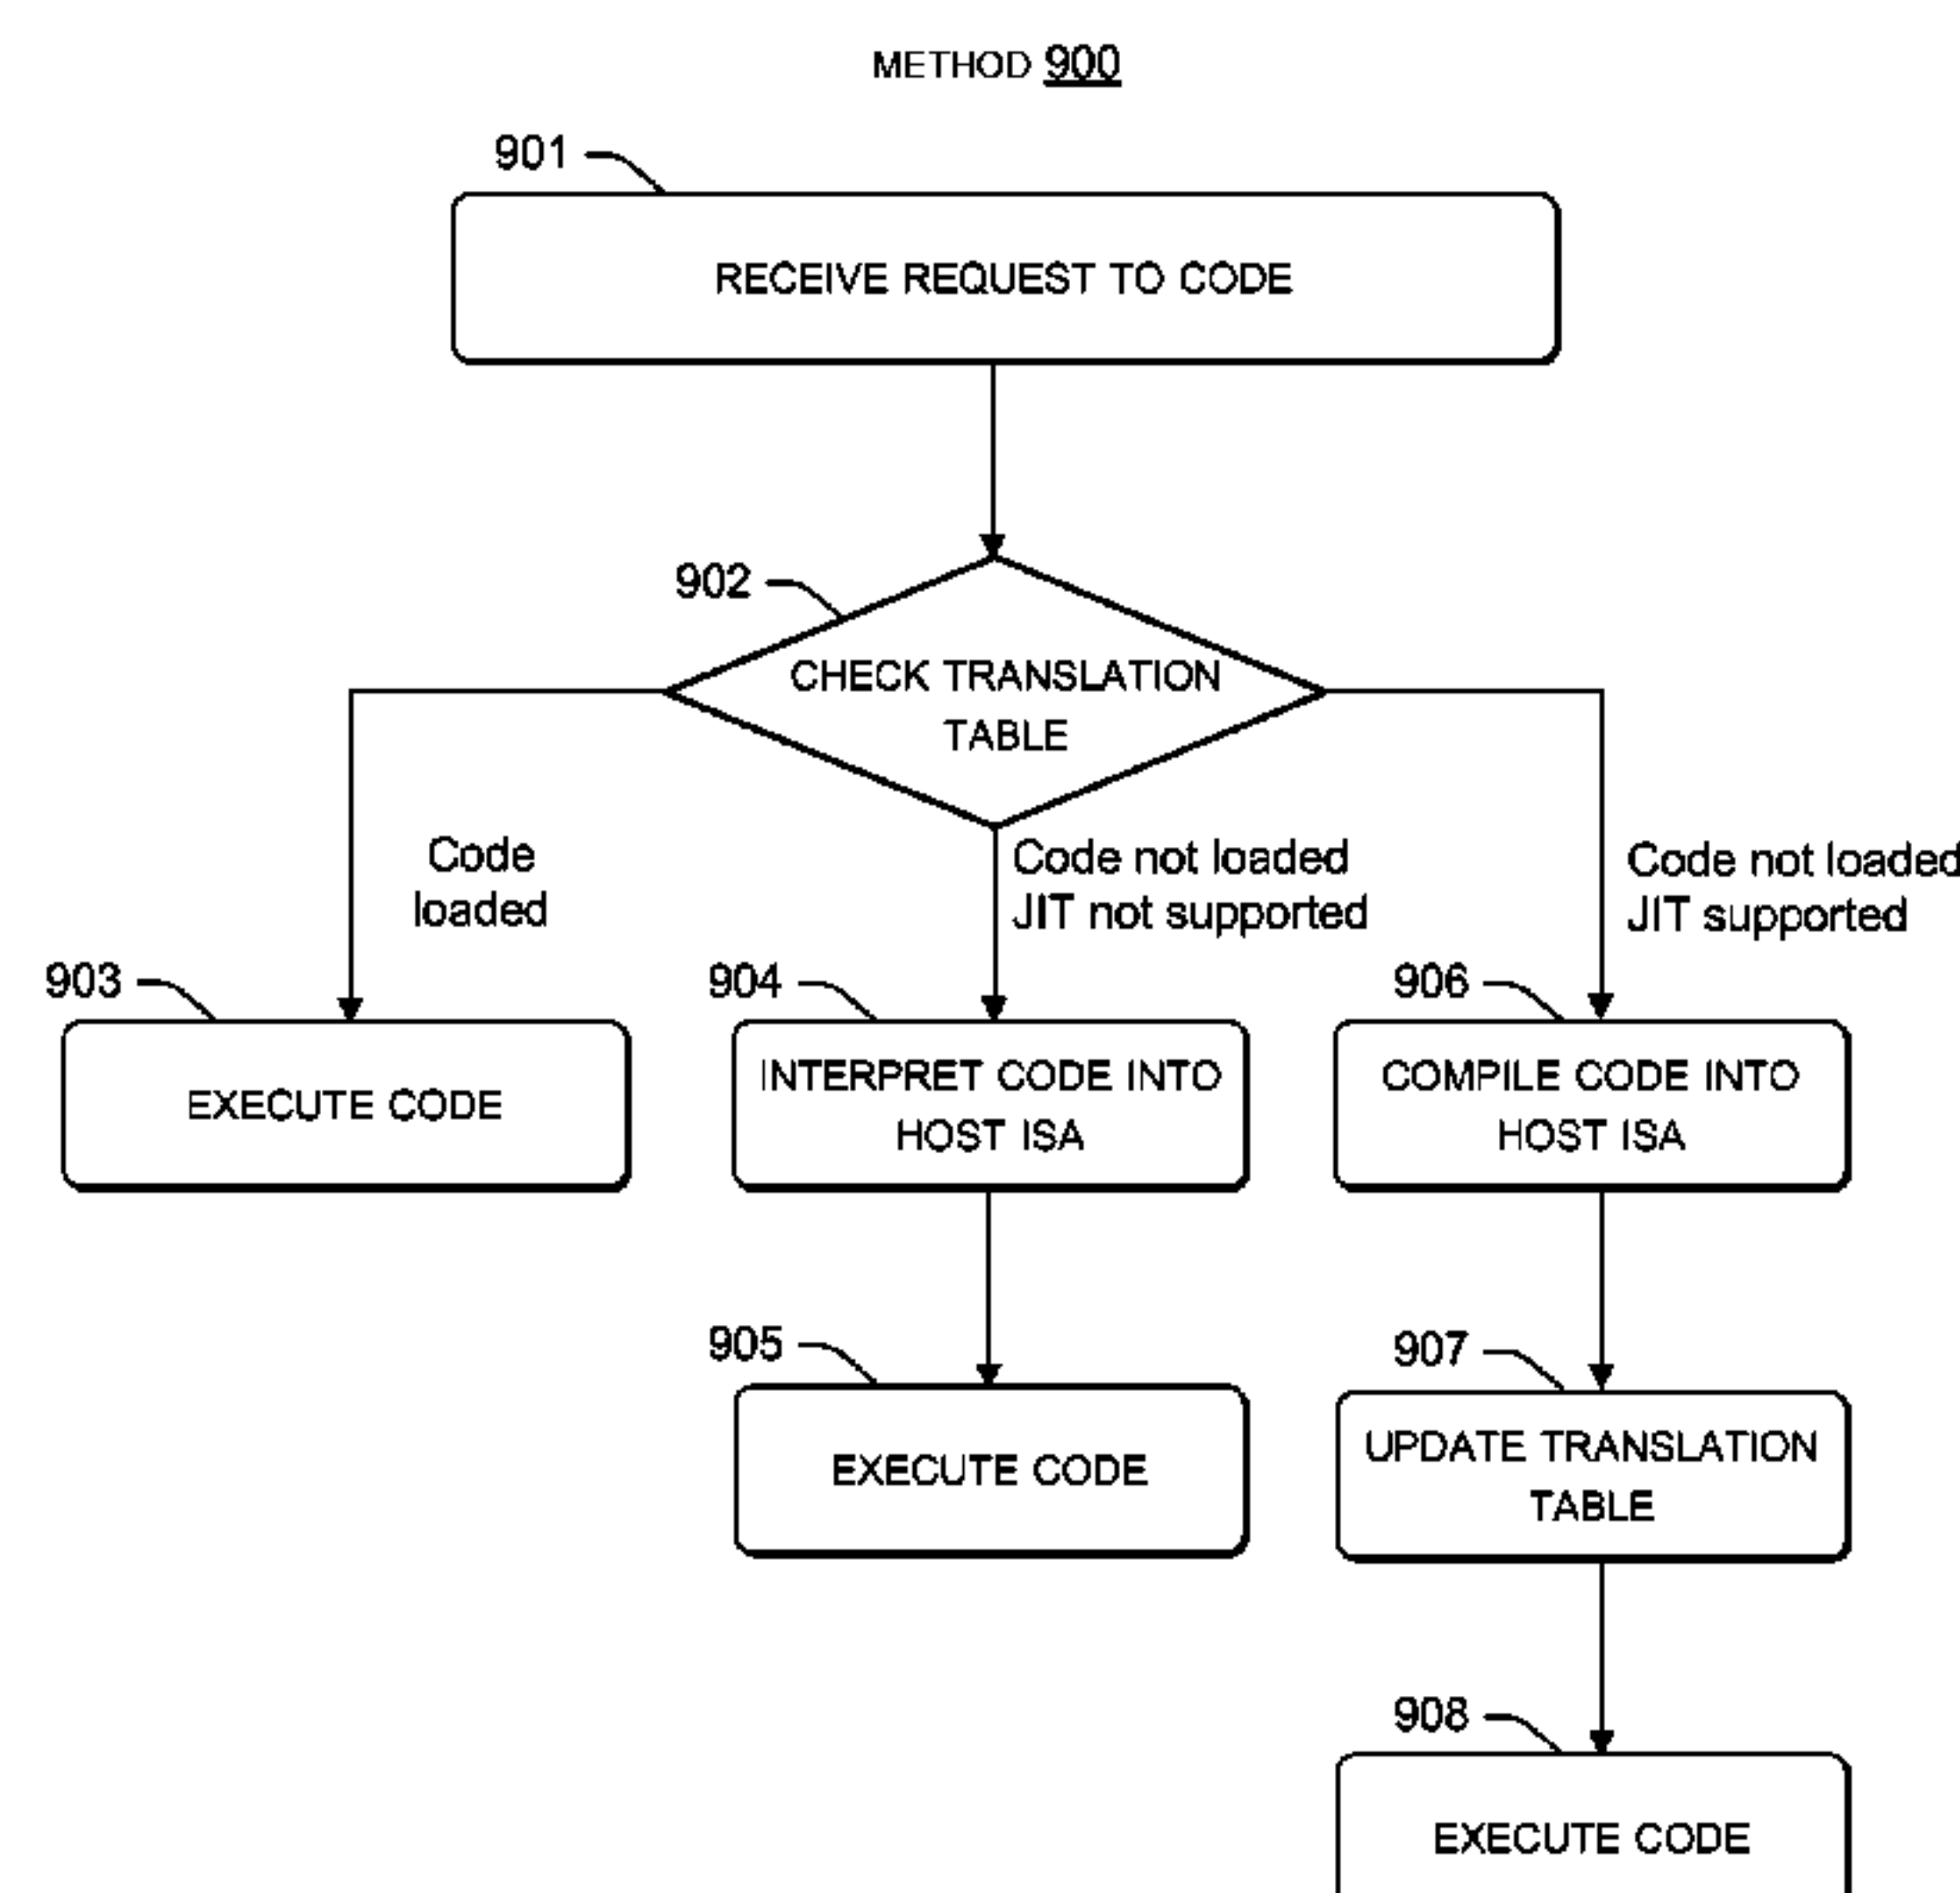 METHOD 900
901
RECEIVE REQUEST TO CODE
902
CHECK TRANSLATION
TABLE
Code
loaded
Code not loaded
JIT not supported
Code not loaded
JIT supported
903
EXECUTE CODE
904
INTERPRET CODE INTO
HOST ISA
906
COMPILE CODE INTO
HOST ISA
905
EXECUTE CODE
907
UPDATE TRANSLATION
TABLE
908
EXECUTE CODE